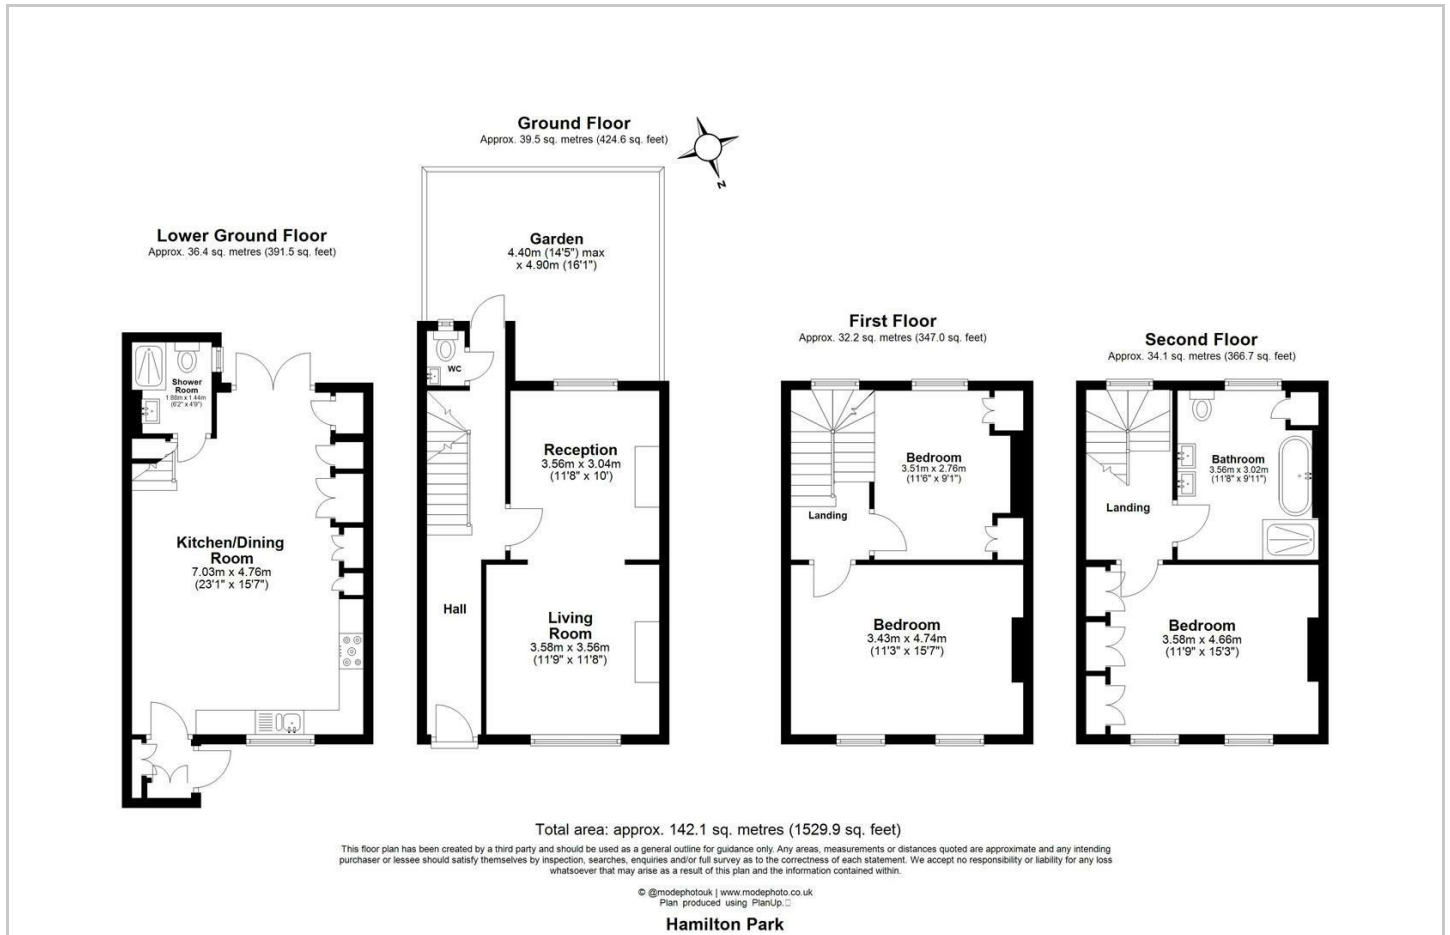 Ground Floor
Approx. 39.5 sq. metres (424.6 sq. feet)
N
Garden
4.40m (14'5") max
x 4.90m (16'1")
WC
Reception
3.56m x 3.04m
(11'8" x 10')
Hall
Living
Room
3.58m x 3.56m
(11'9" x 11'8")
Lower Ground Floor
Approx. 36.4 sq. metres (391.5 sq. feet)
Shower
Room
1.88m x 1.44m
(6'2" x 4'9")
Kitchen/Dining
Room
7.03m x 4.76m
(23'1" x 15'7")
First Floor
Approx. 32.2 sq. metres (347.0 sq. feet)
Bedroom
3.51m x 2.76m
(11'6" x 9'1")
Landing
Bedroom
3.43m x 4.74m
(11'3" x 15'7")
Second Floor
Approx. 34.1 sq. metres (366.7 sq. feet)
Bathroom
3.56m x 3.02m
(11'8" x 9'11")
Landing
Bedroom
3.58m x 4.66m
(11'9" x 15'3")
Total area: approx. 142.1 sq. metres (1529.9 sq. feet)
This floor plan has been created by a third party and should be used as a general outline for guidance only. Any areas, measurements or distances quoted are approximate and any intending
purchaser or lessee should satisfy themselves by inspection, searches, enquiries and/or full survey as to the correctness of each statement. We accept no responsibility or liability for any loss
whatsoever that may arise as a result of this plan and the information contained within.
© @modephotouk | www.modephoto.co.uk
Plan produced using PlanUp.
Hamilton Park